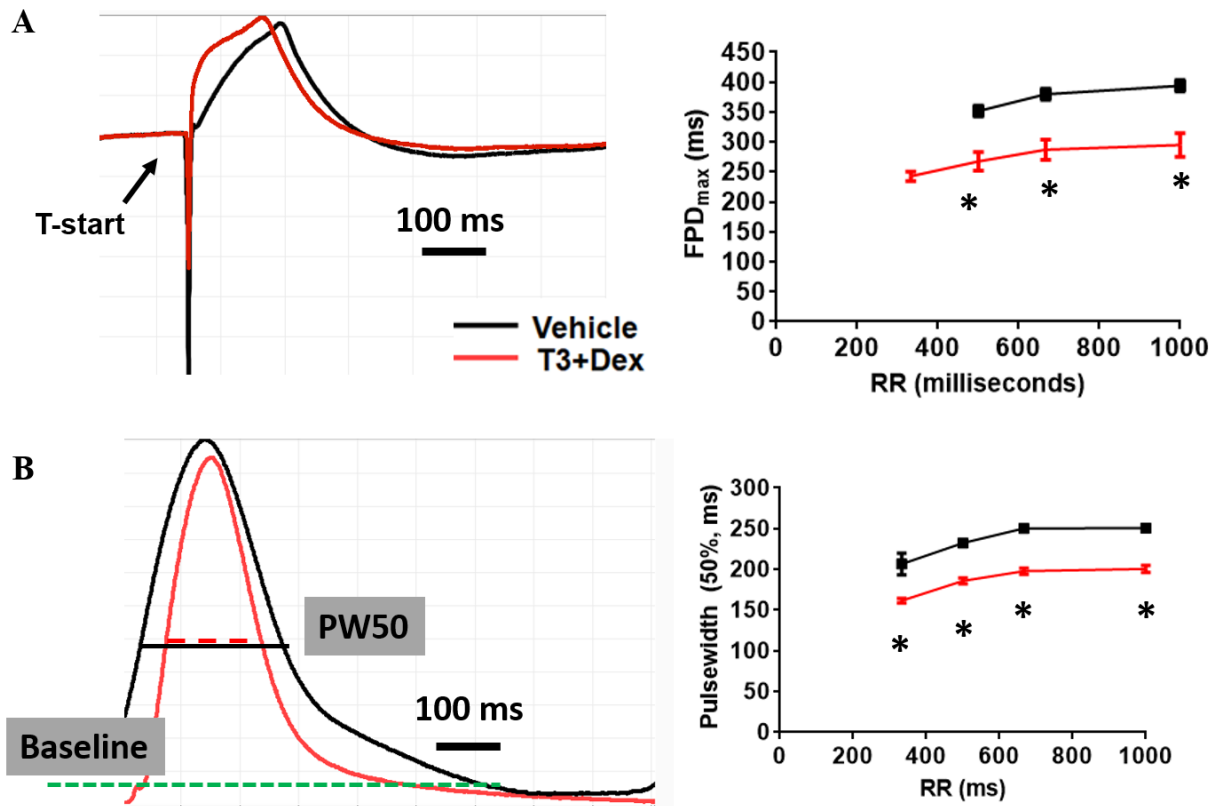 A
T-start
100 ms
Vehicle
T3+Dex
FPDmax (ms)
450
400
350
300
250
200
150
100
50
0
*
*
*
0
200
400
600
800
1000
RR (milliseconds)
B
PW50
100 ms
Baseline
Pulsewidth (50%, ms)
300
250
200
150
100
50
0
*
*
*
*
0
200
400
600
800
1000
RR (ms)